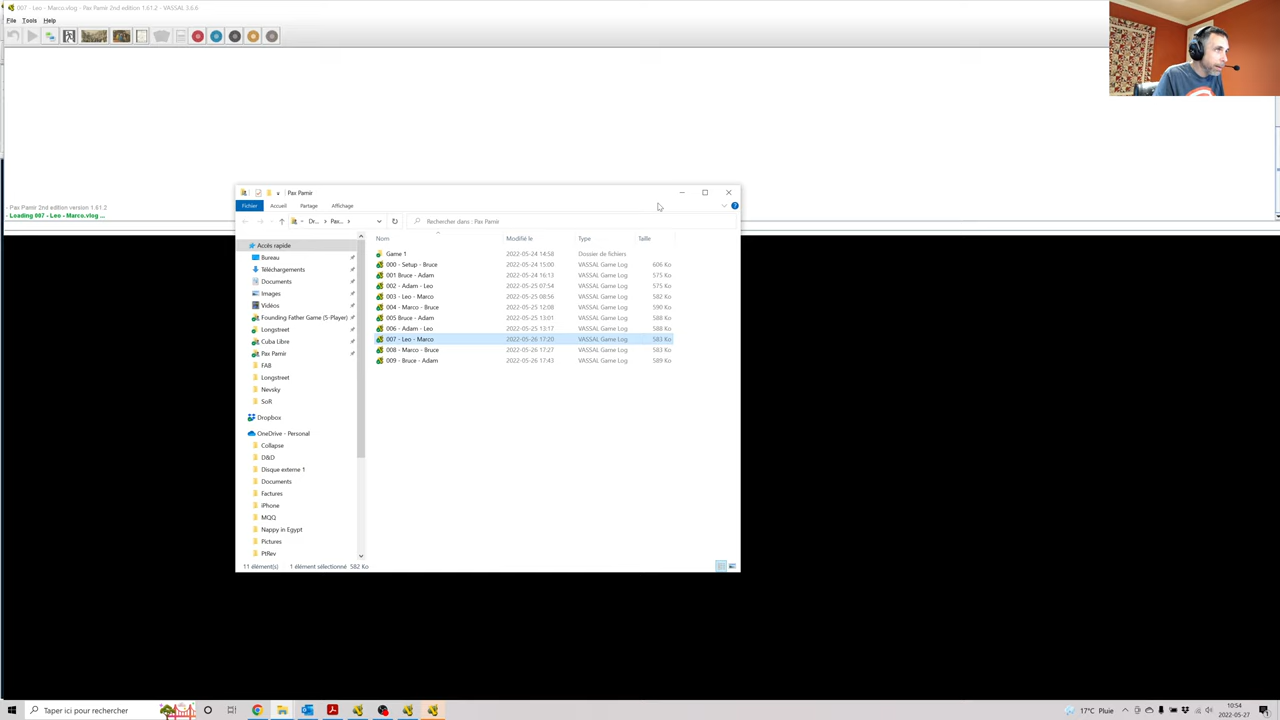 007 - Leo - Marco.vlog - Pax Pamir 2nd edition version 1.61.2 - VASSAL 3.6.6
File Tools Help
- Pax Pamir 2nd edition version 1.61.2
- Loading 007 - Leo - Marco.vlog ...
Pax Pamir
Fichier Accueil Partage Affichage
Dr... Pax... Rechercher dans : Pax Pamir
Nom Modifié le Type Taille
Game 1 2022-05-24 14:58 Dossier de fichiers
000 - Setup - Bruce 2022-05-24 15:00 VASSAL Game Log 606 Ko
001 Bruce - Adam 2022-05-24 16:13 VASSAL Game Log 575 Ko
002 - Adam - Leo 2022-05-25 07:54 VASSAL Game Log 575 Ko
003 - Leo - Marco 2022-05-25 08:56 VASSAL Game Log 582 Ko
004 - Marco - Bruce 2022-05-25 12:08 VASSAL Game Log 590 Ko
005 Bruce - Adam 2022-05-25 13:01 VASSAL Game Log 588 Ko
006 - Adam - Leo 2022-05-25 13:17 VASSAL Game Log 588 Ko
007 - Leo - Marco 2022-05-26 17:20 VASSAL Game Log 583 Ko
008 - Marco - Bruce 2022-05-26 17:27 VASSAL Game Log 583 Ko
009 - Bruce - Adam 2022-05-26 17:43 VASSAL Game Log 589 Ko
Accès rapide
Bureau
Téléchargements
Documents
Images
Vidéos
Founding Father Game (5-Player)
Longstreet
Cuba Libre
Pax Pamir
FAB
Longstreet
Nevsky
SoR
Dropbox
OneDrive - Personal
Collapse
D&D
Disque externe 1
Documents
Factures
iPhone
MQQ
Nappy in Egypt
Pictures
PtRev
11 élément(s) 1 élément sélectionné 582 Ko
Taper ici pour rechercher
17°C Pluie
10:54
2022-05-27